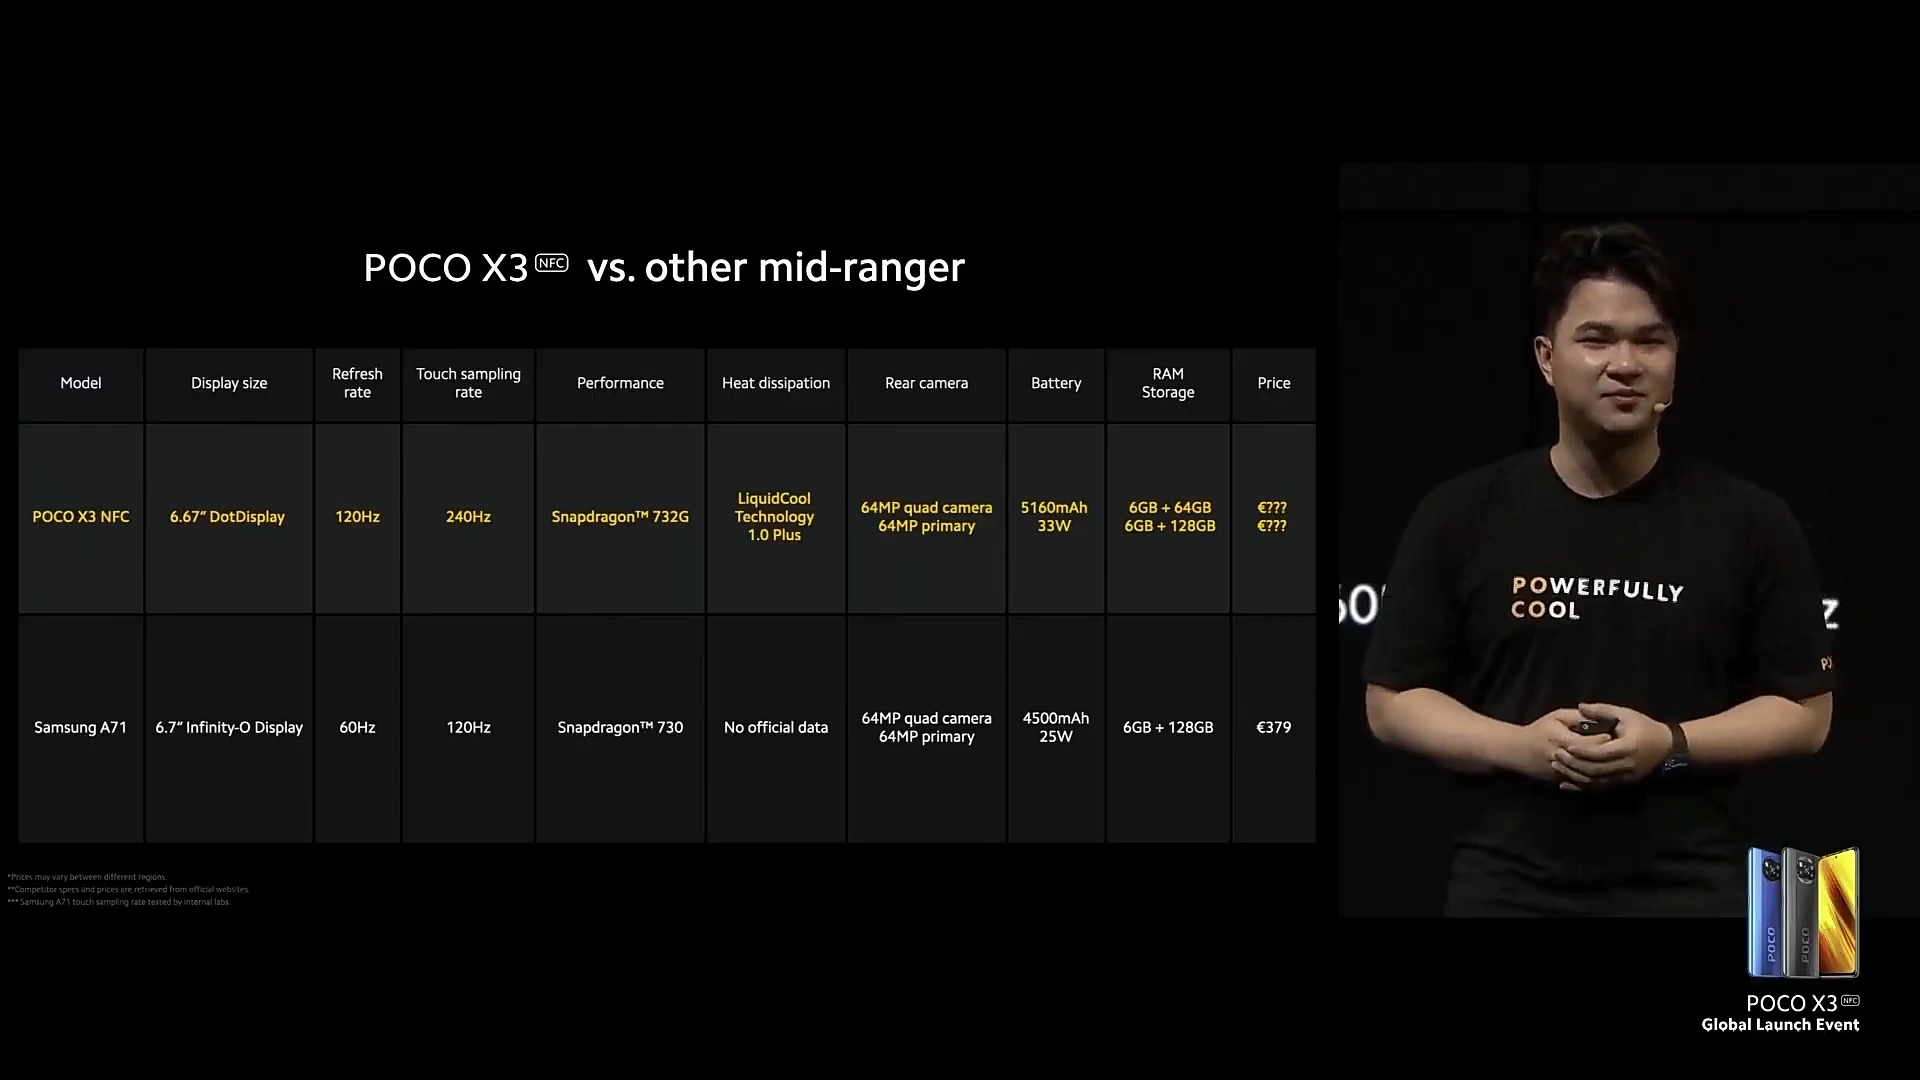 POCO X3 NFC vs. other mid-ranger
Model
Display size
Refresh
rate
Touch sampling
rate
Performance
Heat dissipation
Rear camera
Battery
RAM
Storage
Price
POCO X3 NFC
6.67″ DotDisplay
120Hz
240Hz
Snapdragon™ 732G
LiquidCool
Technology
1.0 Plus
64MP quad camera
64MP primary
5160mAh
33W
6GB + 64GB
6GB + 128GB
€???
€???
Samsung A71
6.7″ Infinity-O Display
60Hz
120Hz
Snapdragon™ 730
No official data
64MP quad camera
64MP primary
4500mAh
25W
6GB + 128GB
€379
*Prices may vary between different regions.
**Competitor specs and prices are retrieved from official websites.
*** Samsung A71 touch sampling rate tested by internal labs.
POWERFULLY
COOL
POCO
POCO
POCO X3 NFC
Global Launch Event